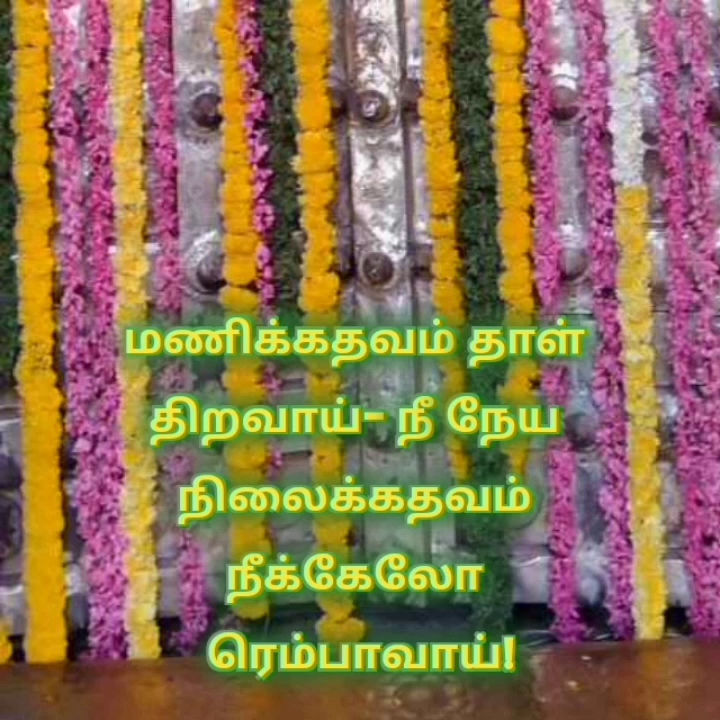 மணிக்கதவம் தாள்
திறவாய்- நீ நேய
நிலைக்கதவம்
நீக்கேலோ
ரெம்பாவாய்!